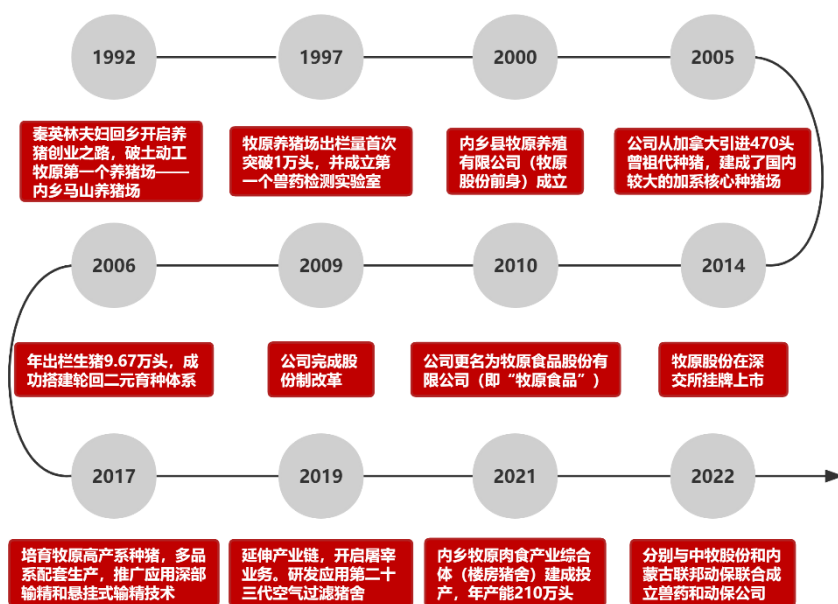 1992
1997
2000
2005
秦英林夫妇回乡开启养
猪创业之路，破土动工
牧原第一个养猪场——
内乡马山养猪场
牧原养猪场出栏量首次
突破1万头，并成立第
一个兽药检测实验室
内乡县牧原养殖
有限公司（牧原
股份前身）成立
公司从加拿大引进470头
曾祖代种猪，建成了国内
较大的加系核心种猪场
2006
2009
2010
2014
年出栏生猪9.67万头，成
功搭建轮回二元育种体系
公司完成股
份制改革
公司更名为牧原食品股份有
限公司（即“牧原食品”）
牧原股份在深
交所挂牌上市
2017
2019
2021
2022
培育牧原高产系种猪，多品
系配套生产，推广应用深部
输精和悬挂式输精技术
延伸产业链，开启屠宰
业务。研发应用第二十
三代空气过滤猪舍
内乡牧原肉食产业综合
体（楼房猪舍）建成投
产，年产能210万头
分别与中牧股份和内
蒙古联邦动保联合成
立兽药和动保公司